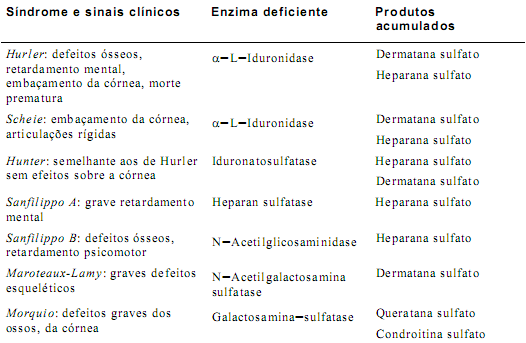 Síndrome e sinais clínicos Enzima deficiente Produtos
acumulados
Hurler: defeitos ósseos,
retardamento mental,
embaçamento da córnea, morte
prematura
α–L–Iduronidase
Dermatana sulfato
Heparana sulfato
Scheie: embaçamento da córnea,
articulações rígidas
α–L–Iduronidase
Dermatana sulfato
Heparana sulfato
Hunter: semelhante aos de Hurler
sem efeitos sobre a córnea
Iduronatosulfatase
Heparana sulfato
Dermatana sulfato
Sanfilippo A: grave retardamento
mental
Heparan sulfatase
Heparana sulfato
Sanfilippo B: defeitos ósseos,
retardamento psicomotor
N–Acetilglicosaminidase
Heparana sulfato
Maroteaux-Lamy: graves defeitos
esqueléticos
N–Acetilgalactosamina
sulfatase
Dermatana sulfato
Morquio: defeitos graves dos
ossos, da córnea
Galactosamina–sulfatase
Queratana sulfato
Condroitina sulfato